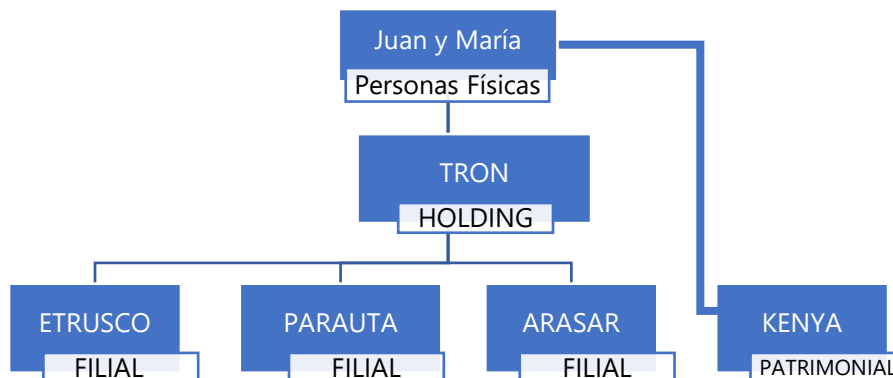 Juan y María
Personas Físicas
TRON
HOLDING
ETRUSCO
PARAUTA
ARASAR
KENYA
FILIAL
FILIAL
FILIAL
PATRIMONIAL